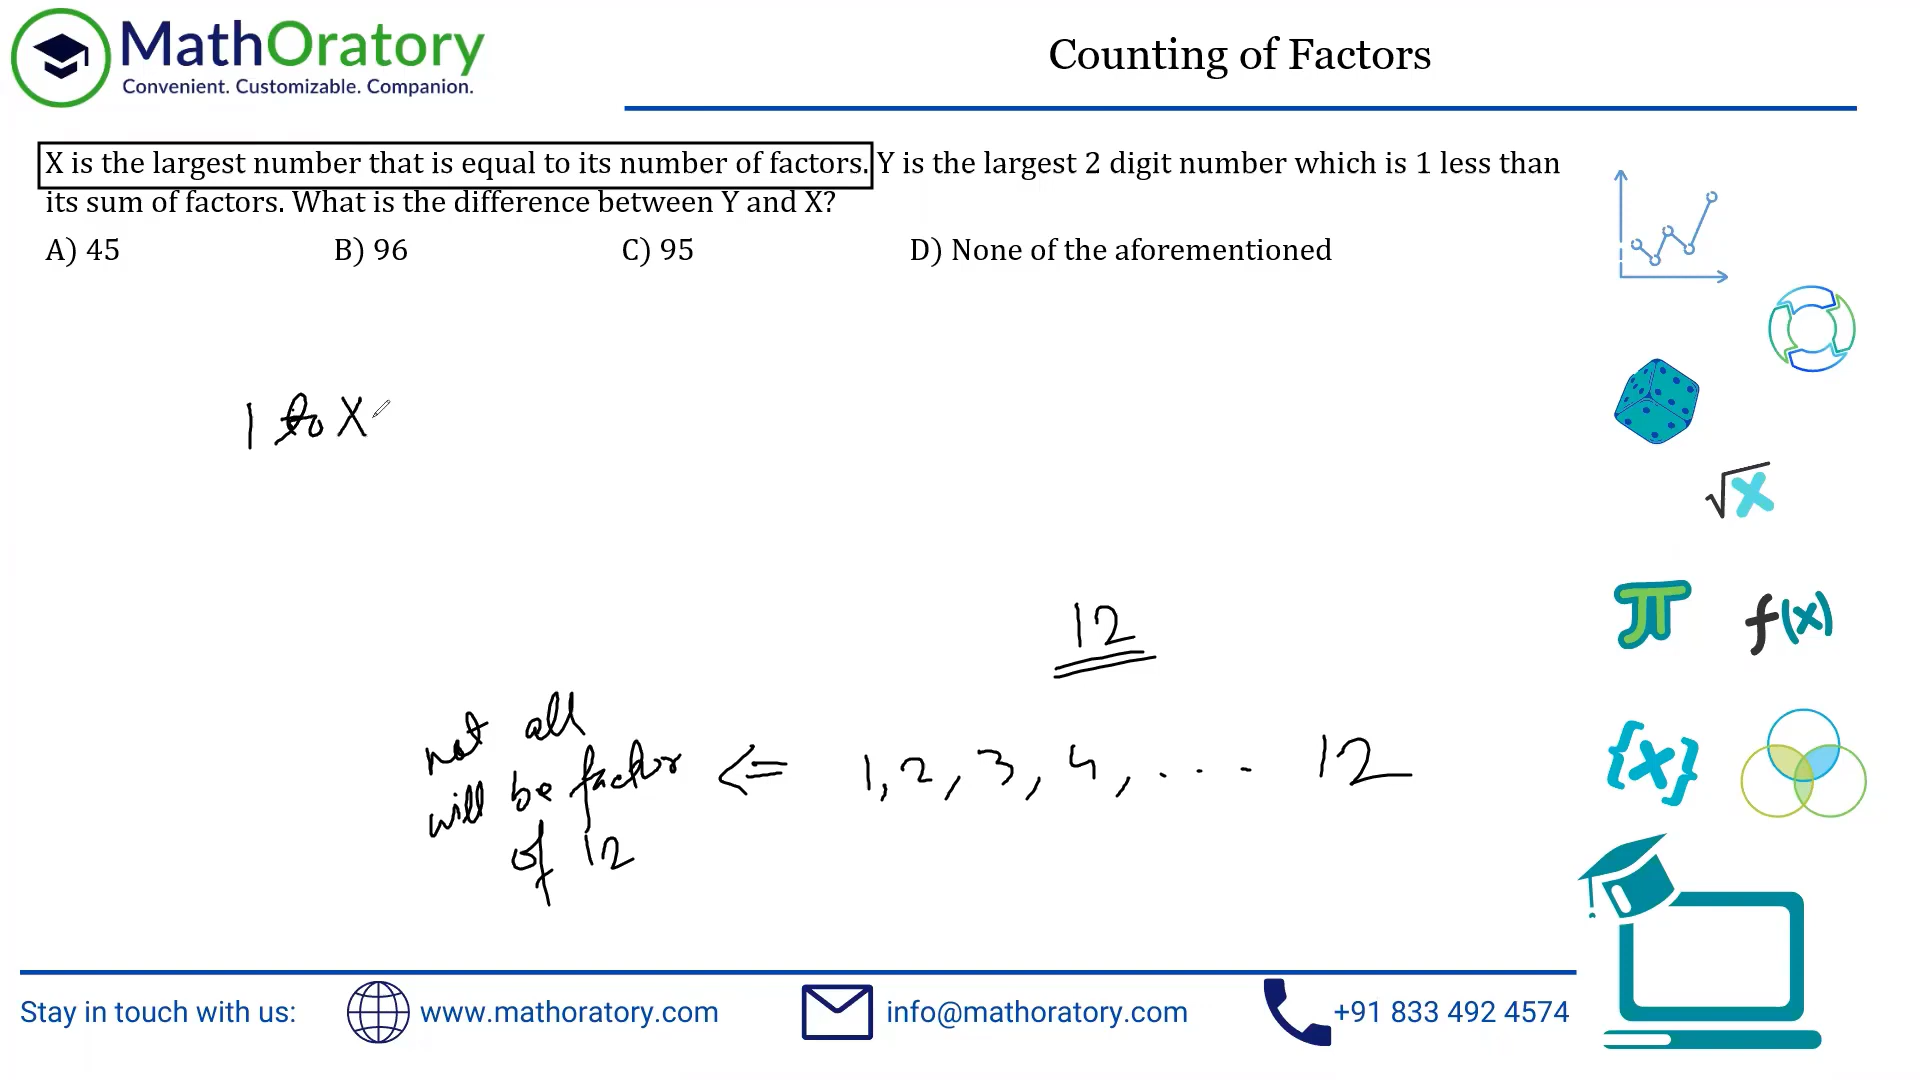 MathOratory
Convenient. Customizable. Companion.
Counting of Factors
X is the largest number that is equal to its number of factors. Y is the largest 2 digit number which is 1 less than
its sum of factors. What is the difference between Y and X?
A) 45 B) 96 C) 95 D) None of the aforementioned
1 to X
√x
12
π f(x)
not all
will be factor <= 1, 2, 3, 4, ... 12
of 12
{x}
Stay in touch with us: www.mathoratory.com info@mathoratory.com +91 833 492 4574